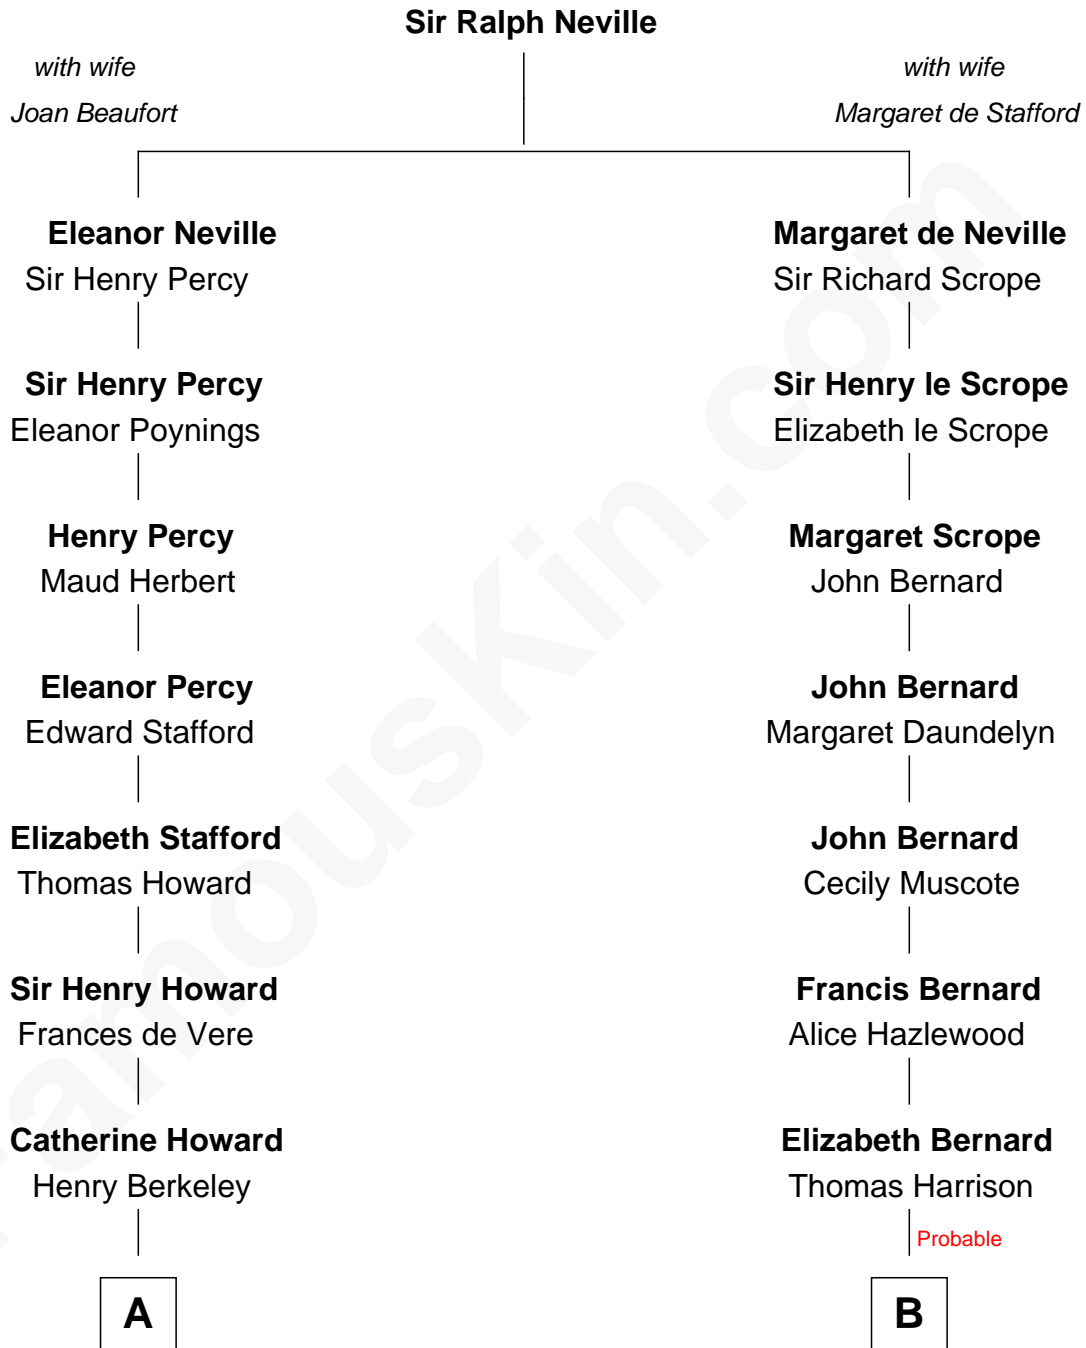 Sir Ralph Neville
with wife
Joan Beaufort
with wife
Margaret de Stafford
Eleanor Neville
Sir Henry Percy
Margaret de Neville
Sir Richard Scrope
Sir Henry Percy
Eleanor Poynings
Sir Henry le Scrope
Elizabeth le Scrope
Henry Percy
Maud Herbert
Margaret Scrope
John Bernard
Eleanor Percy
Edward Stafford
John Bernard
Margaret Daundelyn
Elizabeth Stafford
Thomas Howard
John Bernard
Cecily Muscote
Sir Henry Howard
Frances de Vere
Francis Bernard
Alice Hazlewood
Catherine Howard
Henry Berkeley
Elizabeth Bernard
Thomas Harrison
Probable
A
B
FamousKin.com